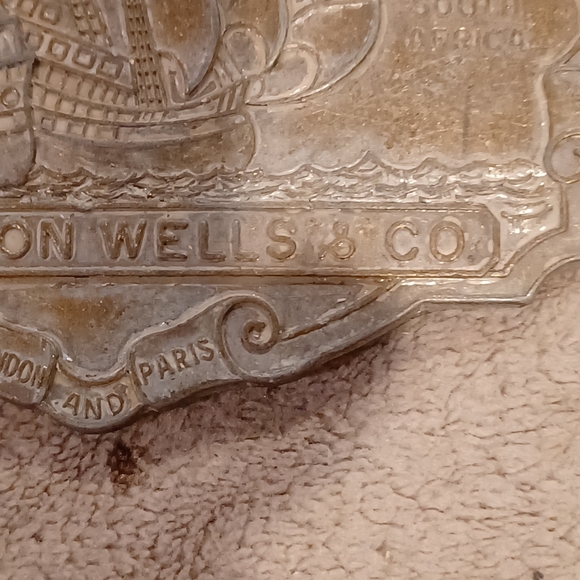 SOUTH
AFRICA
ON WELLS & CO.
NDON AND PARIS.